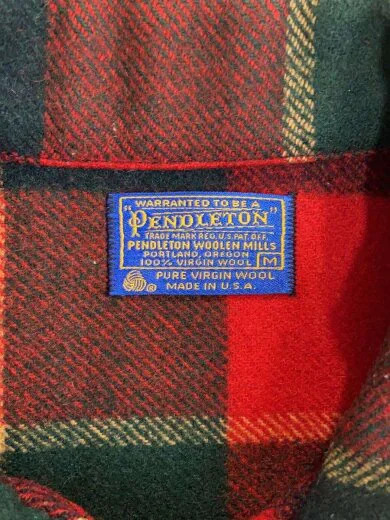 WARRANTED TO BE A
"PENDLETON"
TRADE MARK REG. U.S. PAT. OFF.
PENDLETON WOOLEN MILLS
PORTLAND, OREGON
100% VIRGIN WOOL M
PURE VIRGIN WOOL
® MADE IN U.S.A.